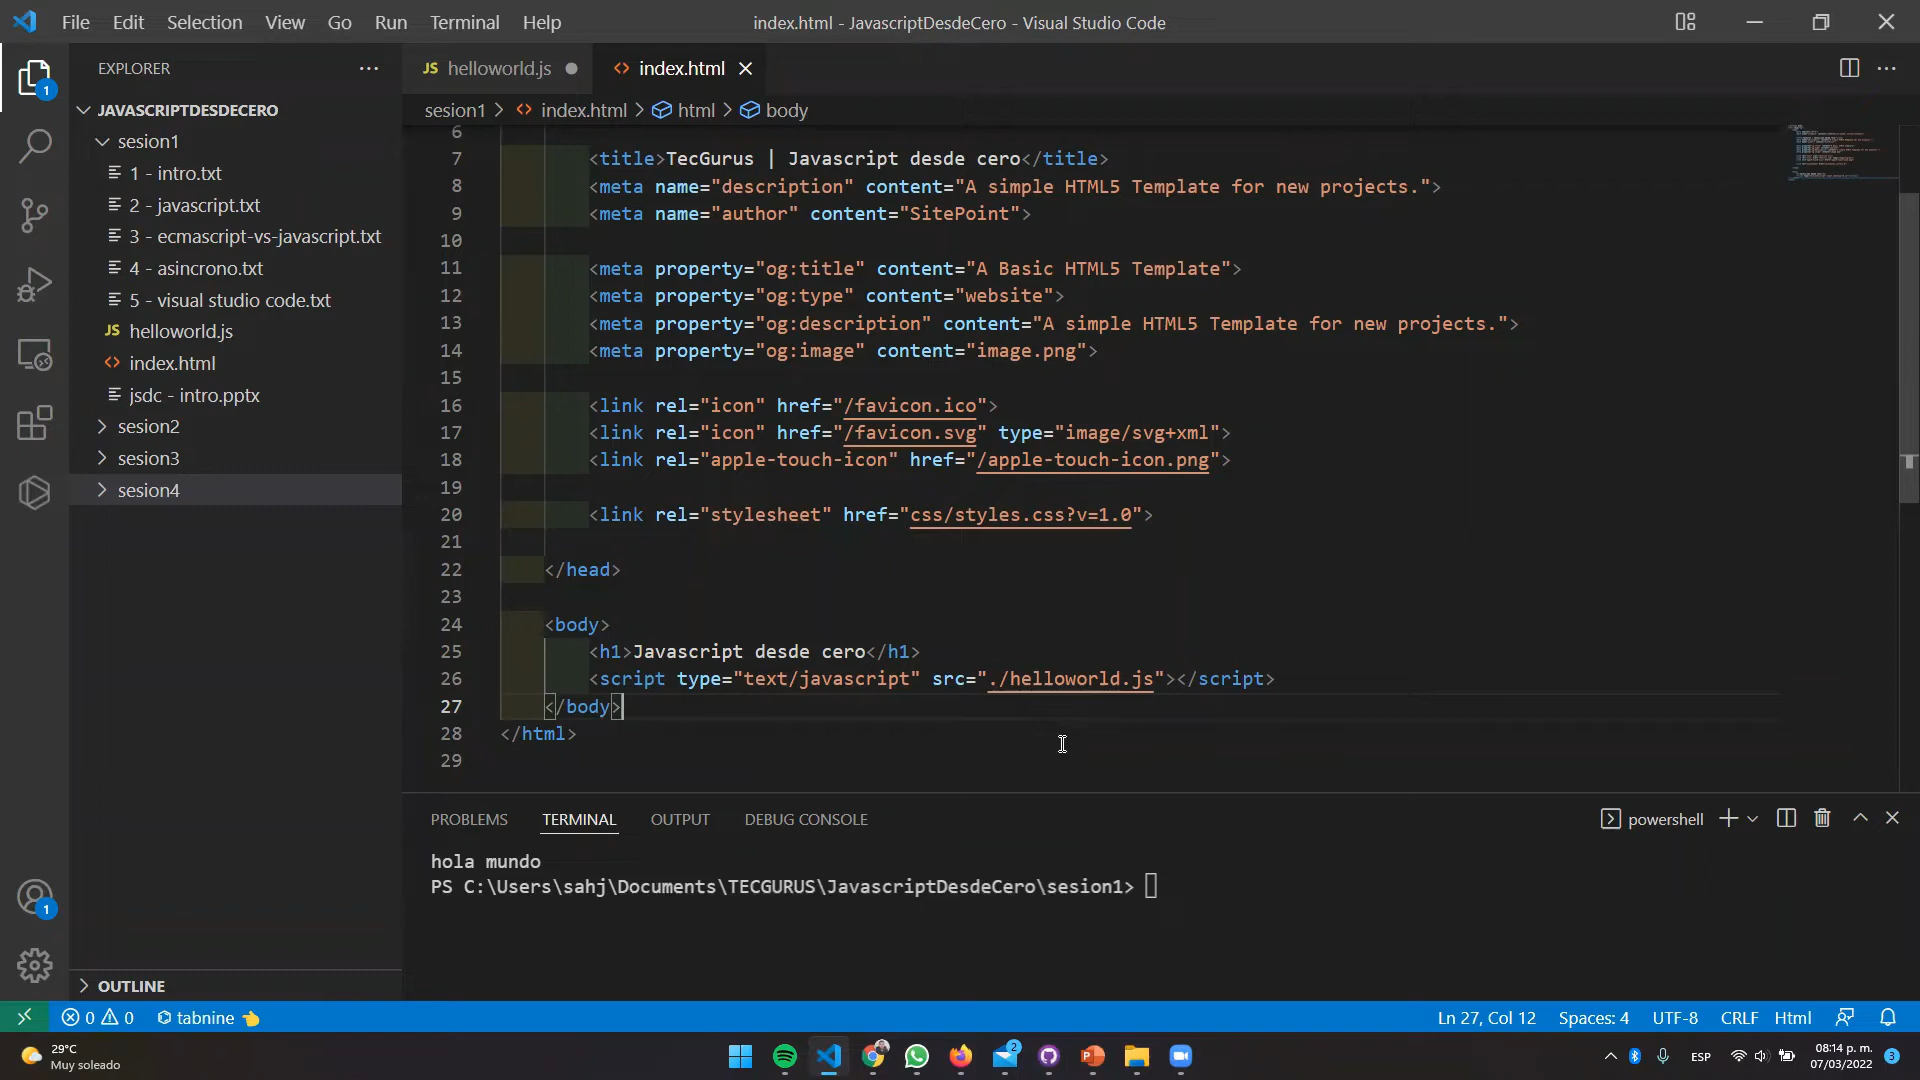 File Edit Selection View Go Run Terminal Help
index.html - JavascriptDesdeCero - Visual Studio Code
EXPLORER
JAVASCRIPTDESDECERO
sesion1
1 - intro.txt
2 - javascript.txt
3 - ecmascript-vs-javascript.txt
4 - asincrono.txt
5 - visual studio code.txt
JS helloworld.js
<> index.html
jsdc - intro.pptx
sesion2
sesion3
sesion4
OUTLINE
1
1
JS helloworld.js
<> index.html
sesion1 > <> index.html > html > body
6
7 <title>TecGurus | Javascript desde cero</title>
8 <meta name="description" content="A simple HTML5 Template for new projects.">
9 <meta name="author" content="SitePoint">
10
11 <meta property="og:title" content="A Basic HTML5 Template">
12 <meta property="og:type" content="website">
13 <meta property="og:description" content="A simple HTML5 Template for new projects.">
14 <meta property="og:image" content="image.png">
15
16 <link rel="icon" href="/favicon.ico">
17 <link rel="icon" href="/favicon.svg" type="image/svg+xml">
18 <link rel="apple-touch-icon" href="/apple-touch-icon.png">
19
20 <link rel="stylesheet" href="css/styles.css?v=1.0">
21
22 </head>
23
24 <body>
25 <h1>Javascript desde cero</h1>
26 <script type="text/javascript" src="./helloworld.js"></script>
27 </body>
28 </html>
29
PROBLEMS TERMINAL OUTPUT DEBUG CONSOLE
powershell
hola mundo
PS C:\Users\sahj\Documents\TECGURUS\JavascriptDesdeCero\sesion1>
0 0 tabnine
Ln 27, Col 12 Spaces: 4 UTF-8 CRLF Html
29°C
Muy soleado
2
ESP
08:14 p. m.
07/03/2022
3